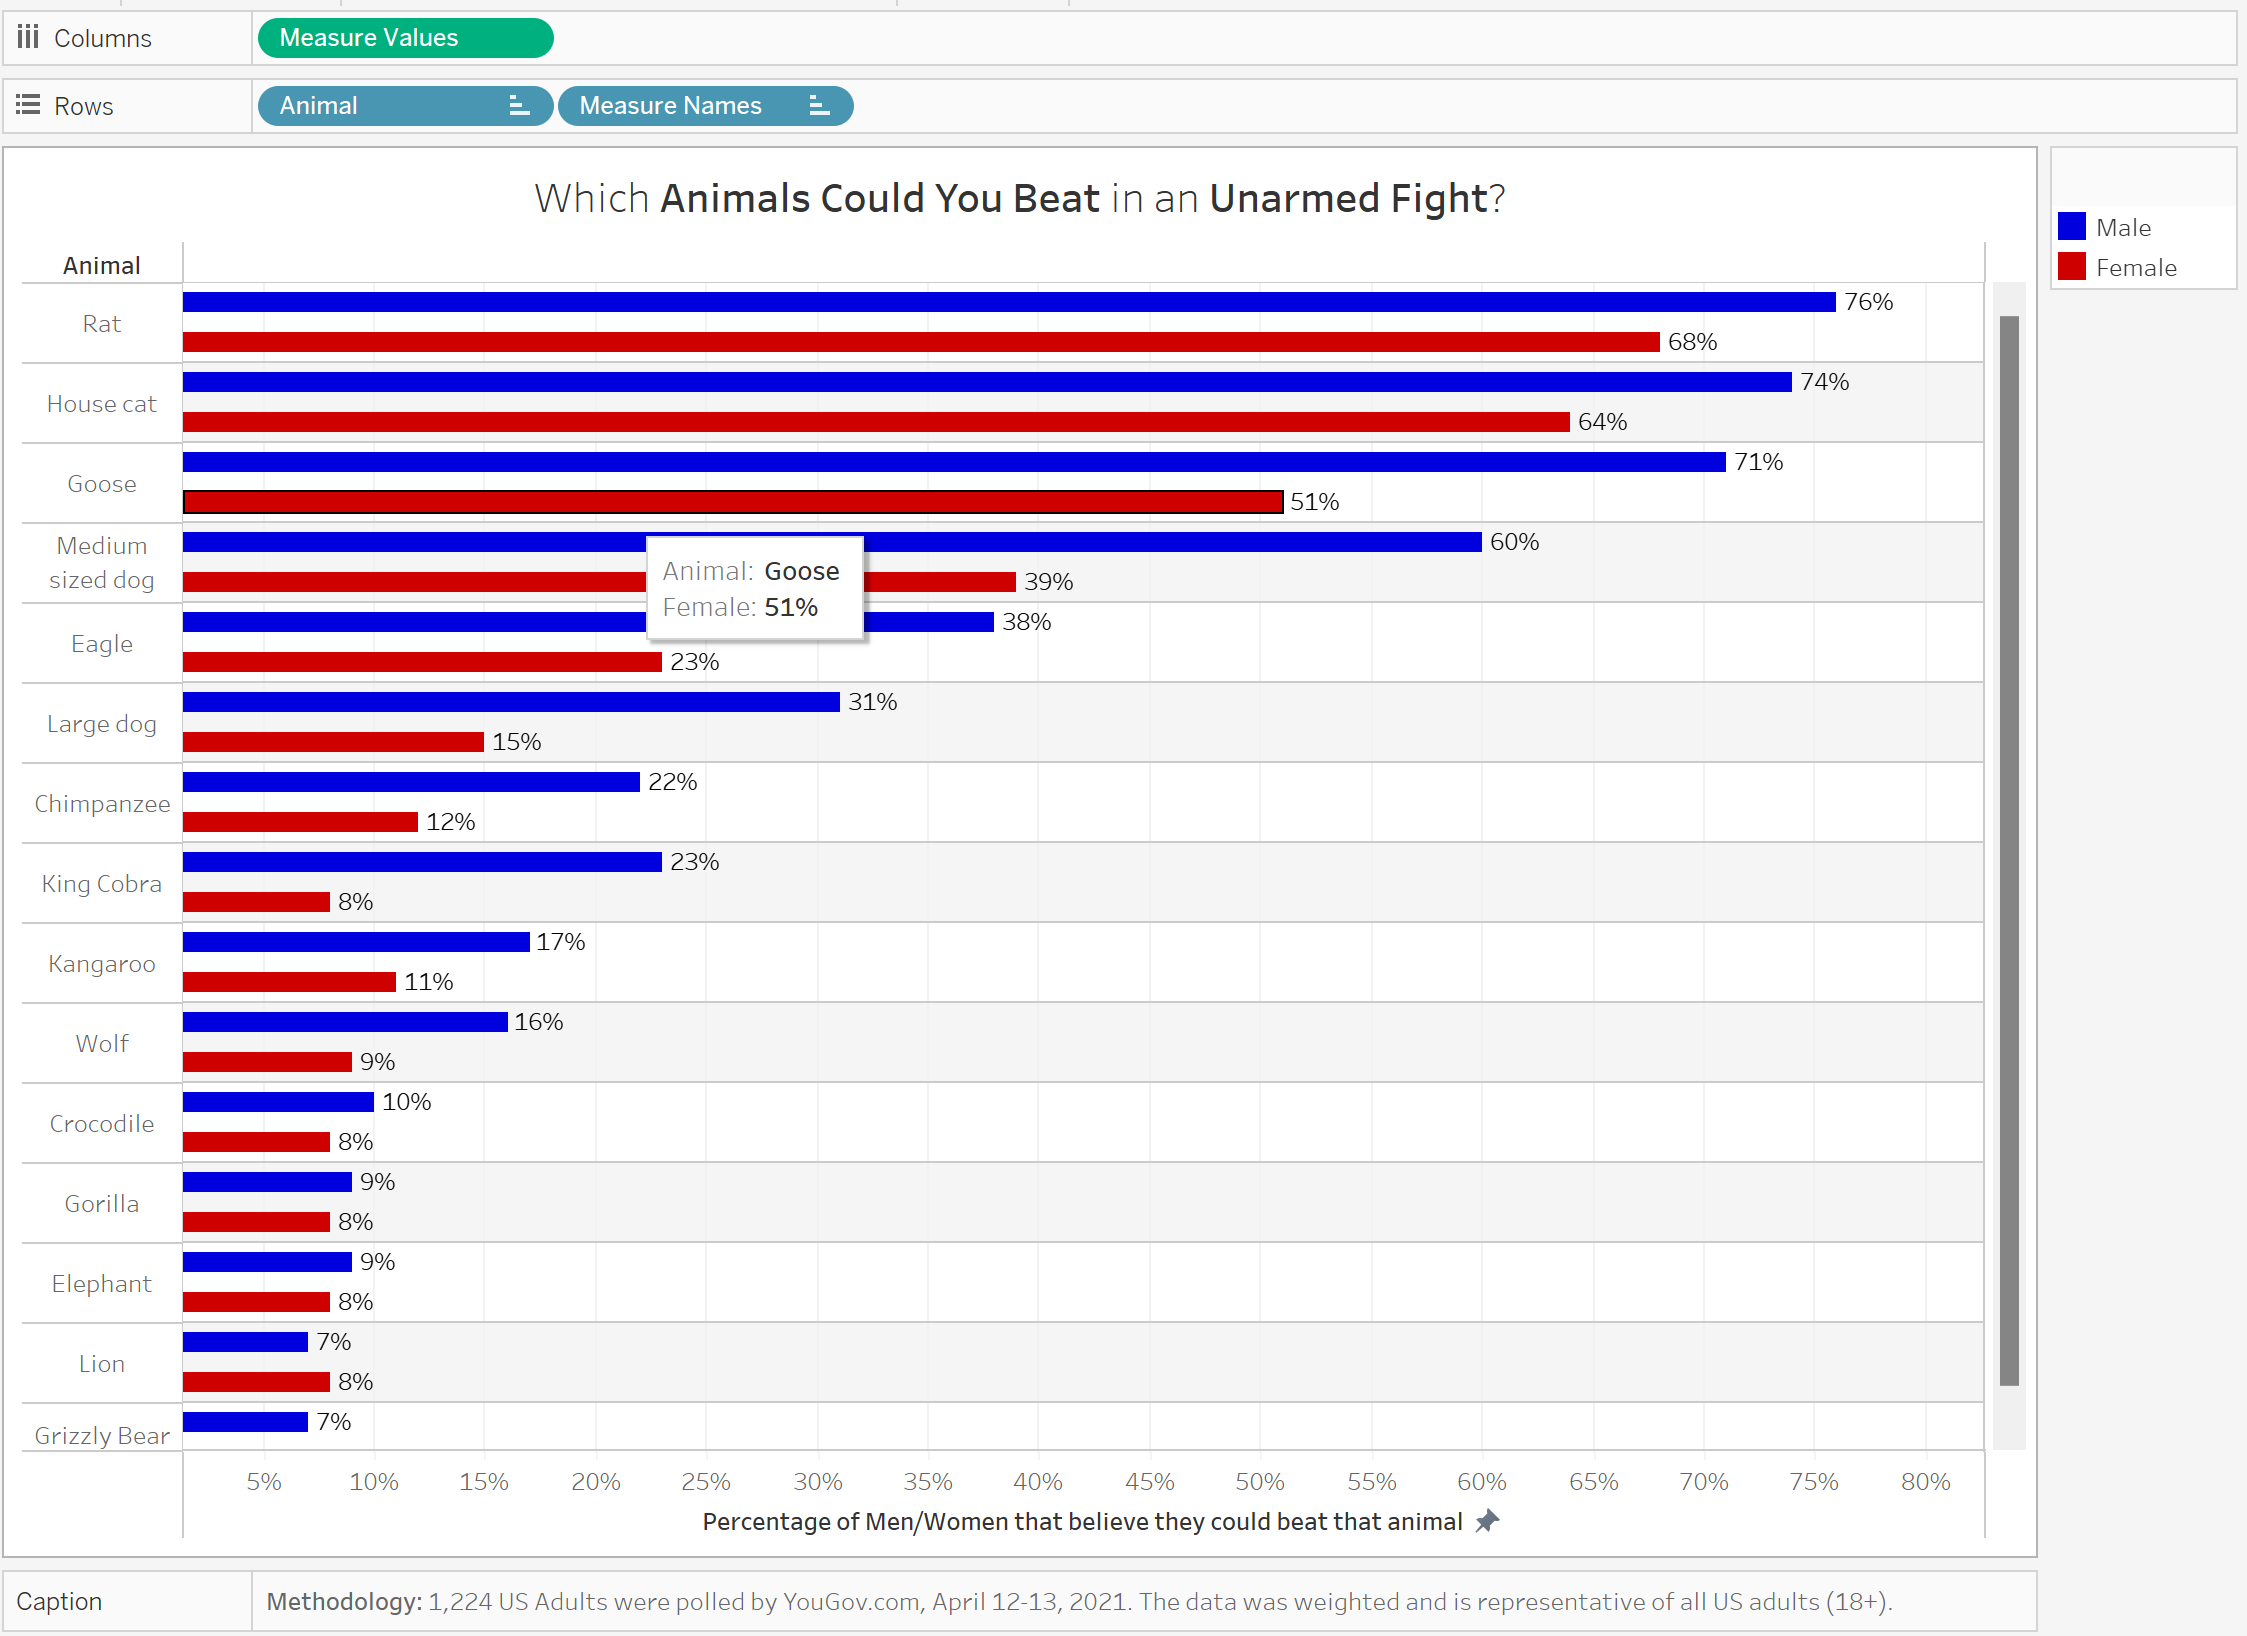 Columns
Measure Values
Rows
Animal
Measure Names
Which Animals Could You Beat in an Unarmed Fight?
Male
Female
Animal
Rat
76%
68%
House cat
74%
64%
Goose
71%
51%
Medium
sized dog
60%
39%
Animal: Goose
Female: 51%
Eagle
38%
23%
Large dog
31%
15%
Chimpanzee
22%
12%
King Cobra
23%
8%
Kangaroo
17%
11%
Wolf
16%
9%
Crocodile
10%
8%
Gorilla
9%
8%
Elephant
9%
8%
Lion
7%
8%
Grizzly Bear
7%
5% 10% 15% 20% 25% 30% 35% 40% 45% 50% 55% 60% 65% 70% 75% 80%
Percentage of Men/Women that believe they could beat that animal
Caption
Methodology: 1,224 US Adults were polled by YouGov.com, April 12-13, 2021. The data was weighted and is representative of all US adults (18+).